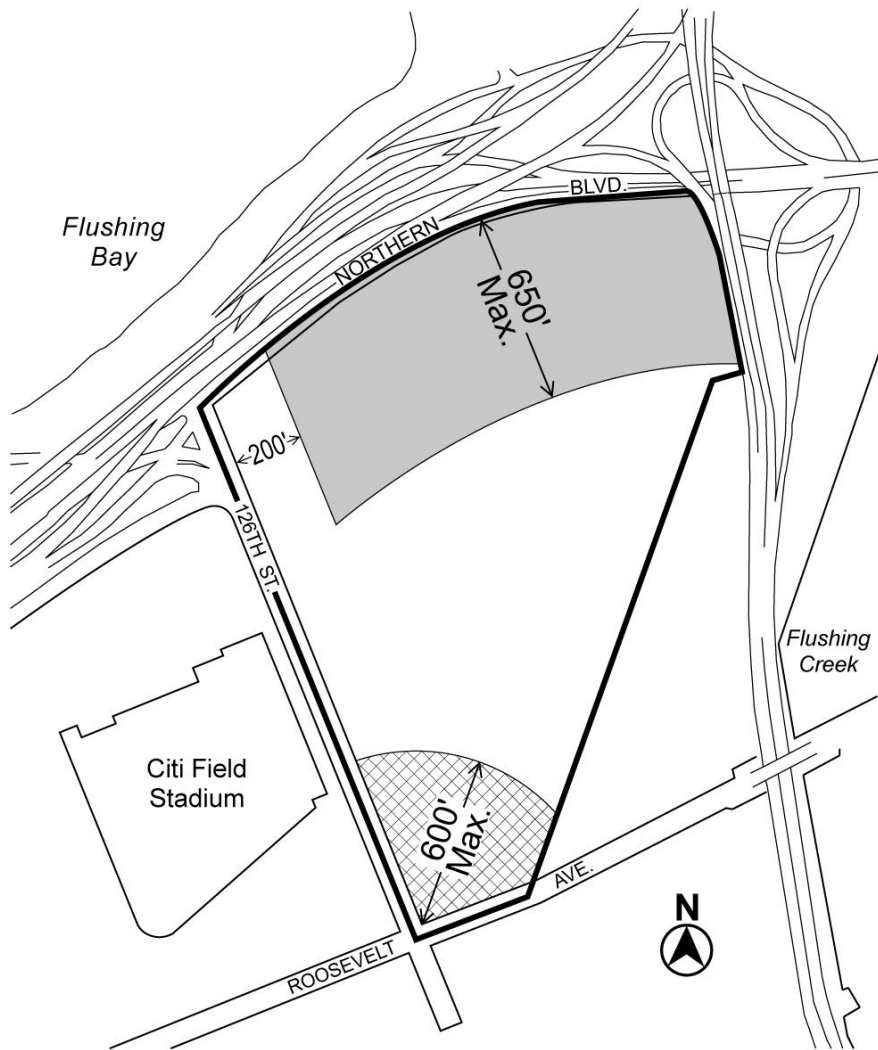 Flushing
Bay
NORTHERN
BLVD.
650'
Max.
200'
126TH ST.
Flushing
Creek
Citi Field
Stadium
600'
Max.
AVE.
N
ROOSEVELT